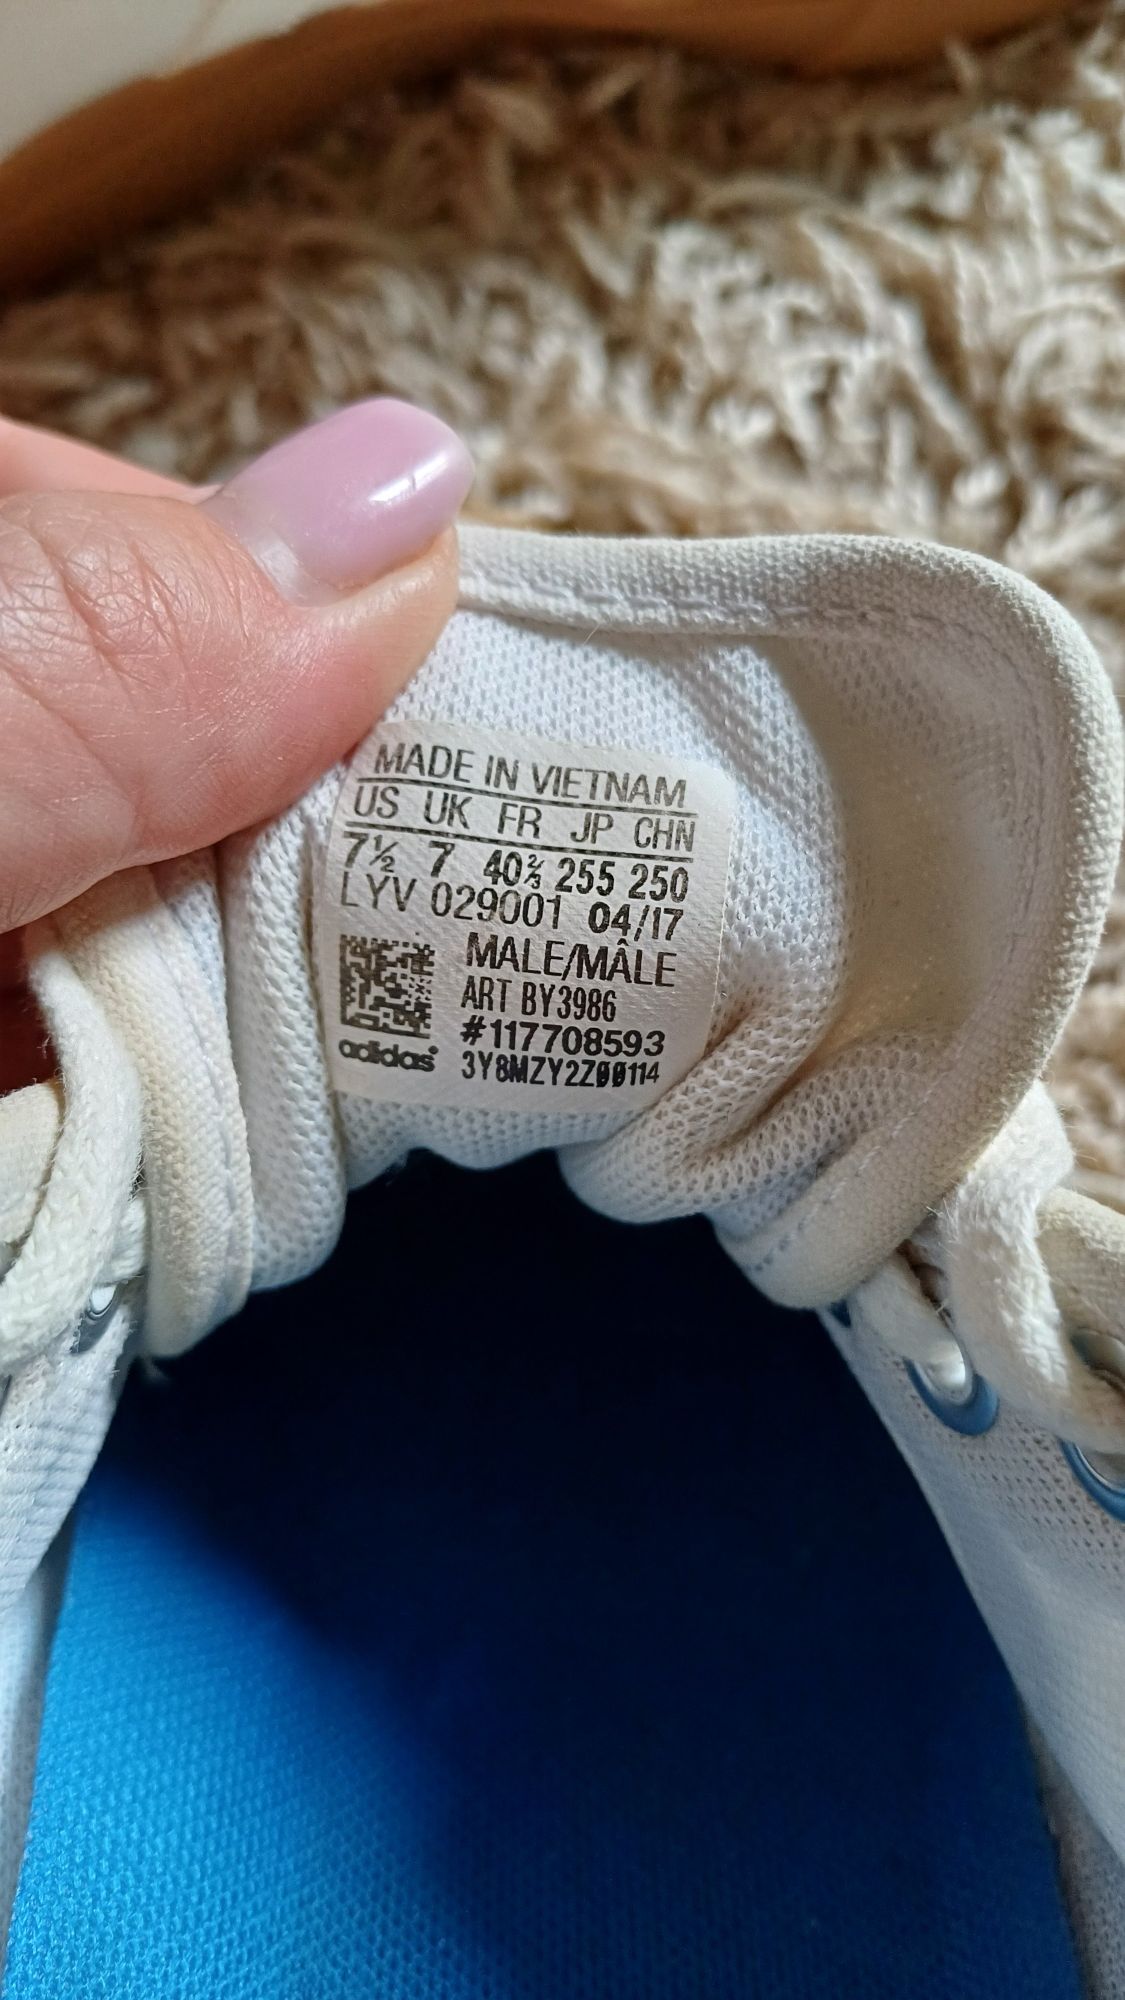 MADE IN VIETNAM
US UK FR JP CHN
7½ 7 40⅔ 255 250
LYV 029001 04/17
MALE/MÂLE
ART BY3986
#117708593
3Y8MZY2Z00114
adidas